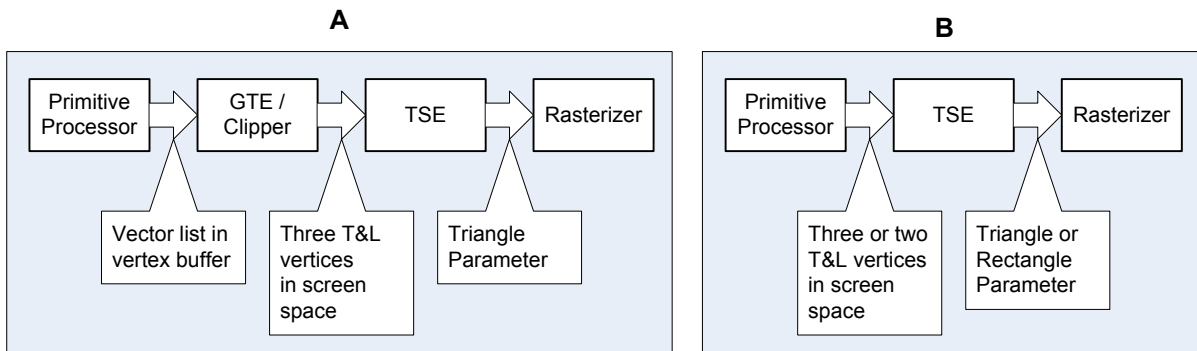 A
Primitive
Processor
GTE /
Clipper
TSE
Rasterizer
Vector list in
vertex buffer
Three T&L
vertices
in screen
space
Triangle
Parameter
B
Primitive
Processor
TSE
Rasterizer
Three or two
T&L vertices
in screen
space
Triangle or
Rectangle
Parameter